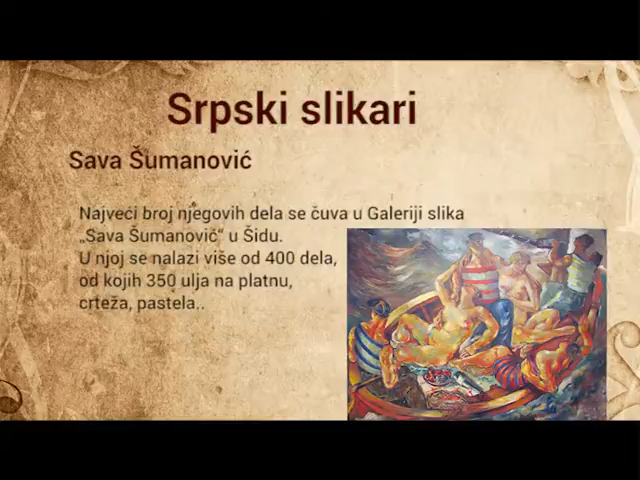 Srpski slikari
Sava Šumanović
Najveći broj njegovih dela se čuva u Galeriji slika
„Sava Šumanović“ u Šidu.
U njoj se nalazi više od 400 dela,
od kojih 350 ulja na platnu,
crteža, pastela..